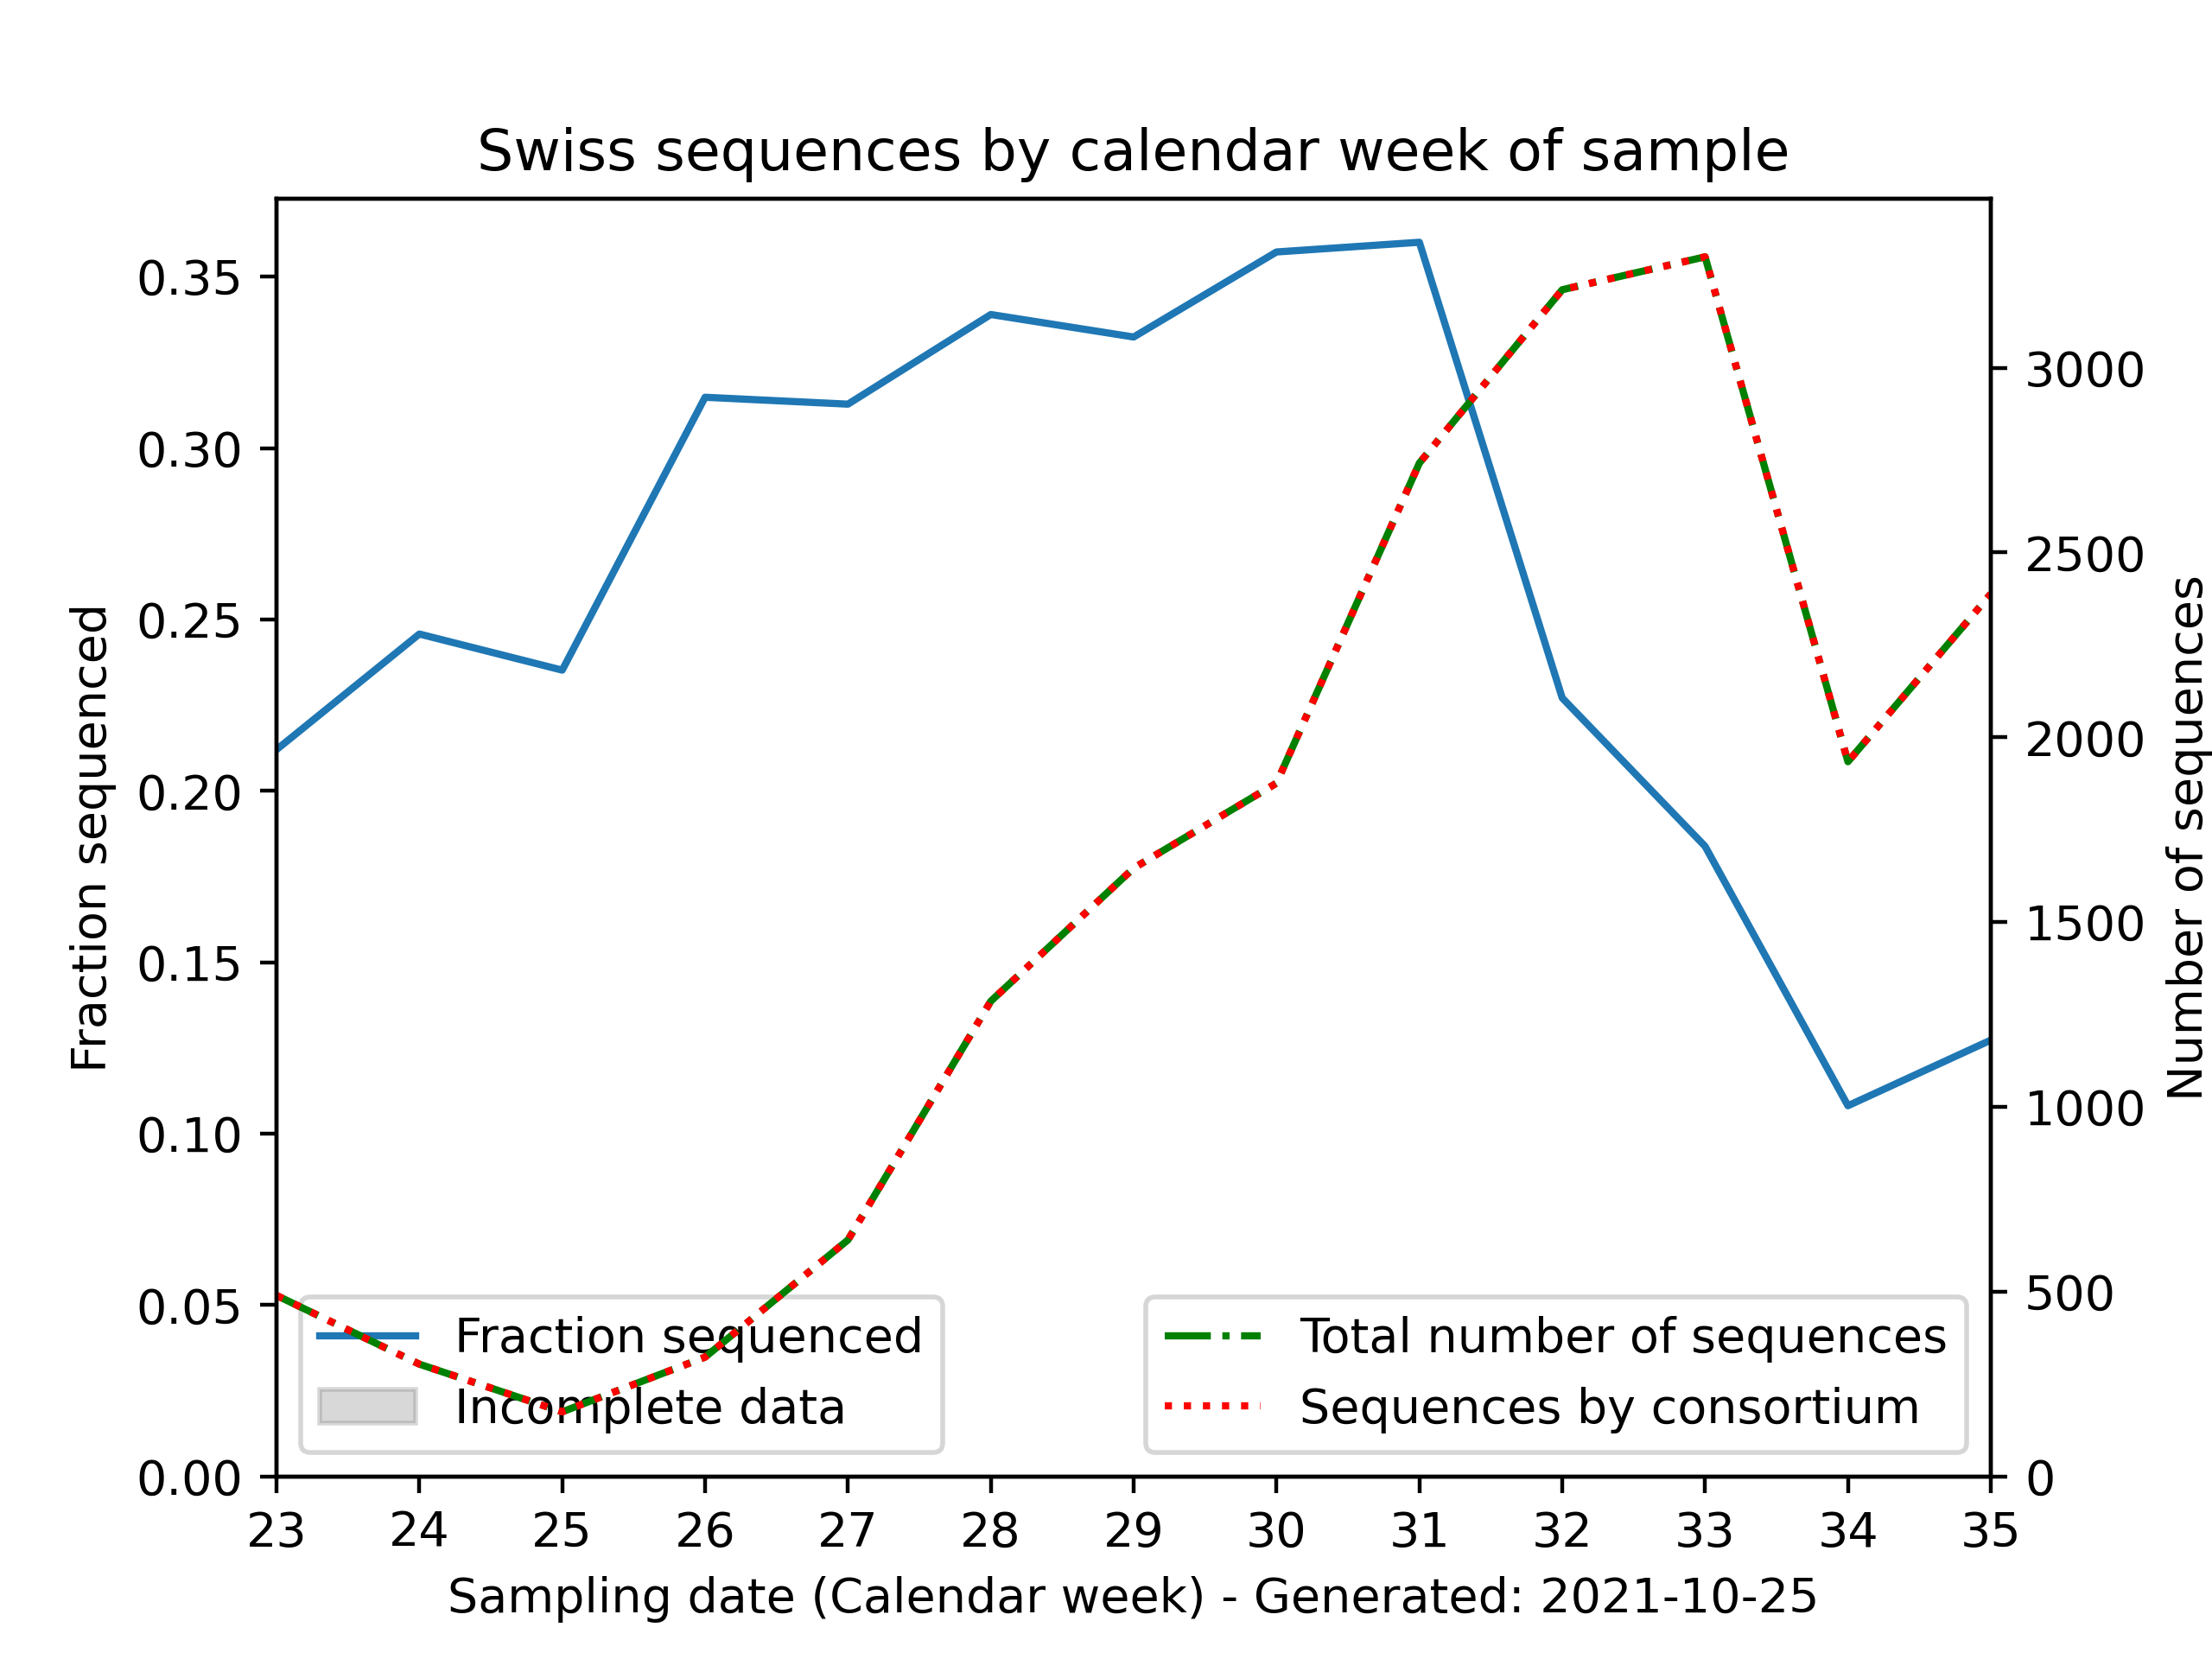 Swiss sequences by calendar week of sample
0.35
0.30
0.25
0.20
0.15
0.10
0.05
0.00
Fraction sequenced
3000
2500
2000
1500
1000
500
0
Number of sequences
Fraction sequenced
Incomplete data
Total number of sequences
Sequences by consortium
23 24 25 26 27 28 29 30 31 32 33 34 35
Sampling date (Calendar week) - Generated: 2021-10-25